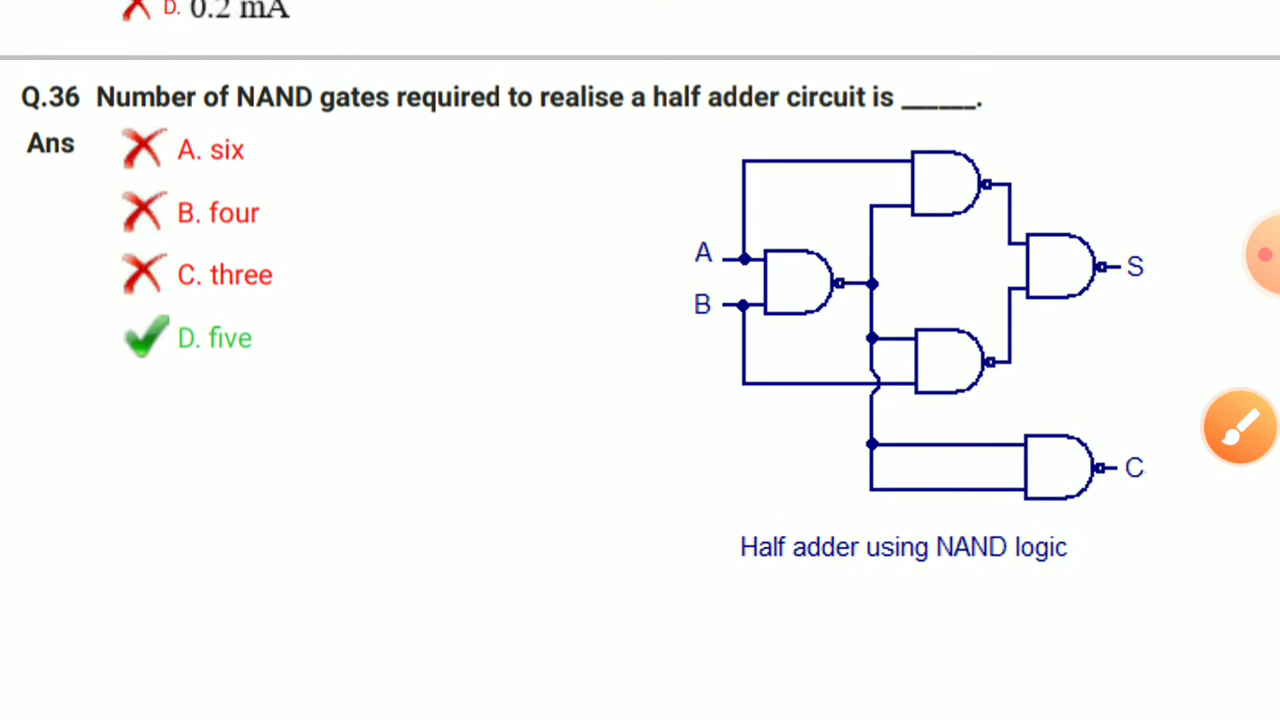 D. 0.2 mA
Q.36 Number of NAND gates required to realise a half adder circuit is ______.
Ans
A. six
B. four
C. three
D. five
A
B
S
C
Half adder using NAND logic